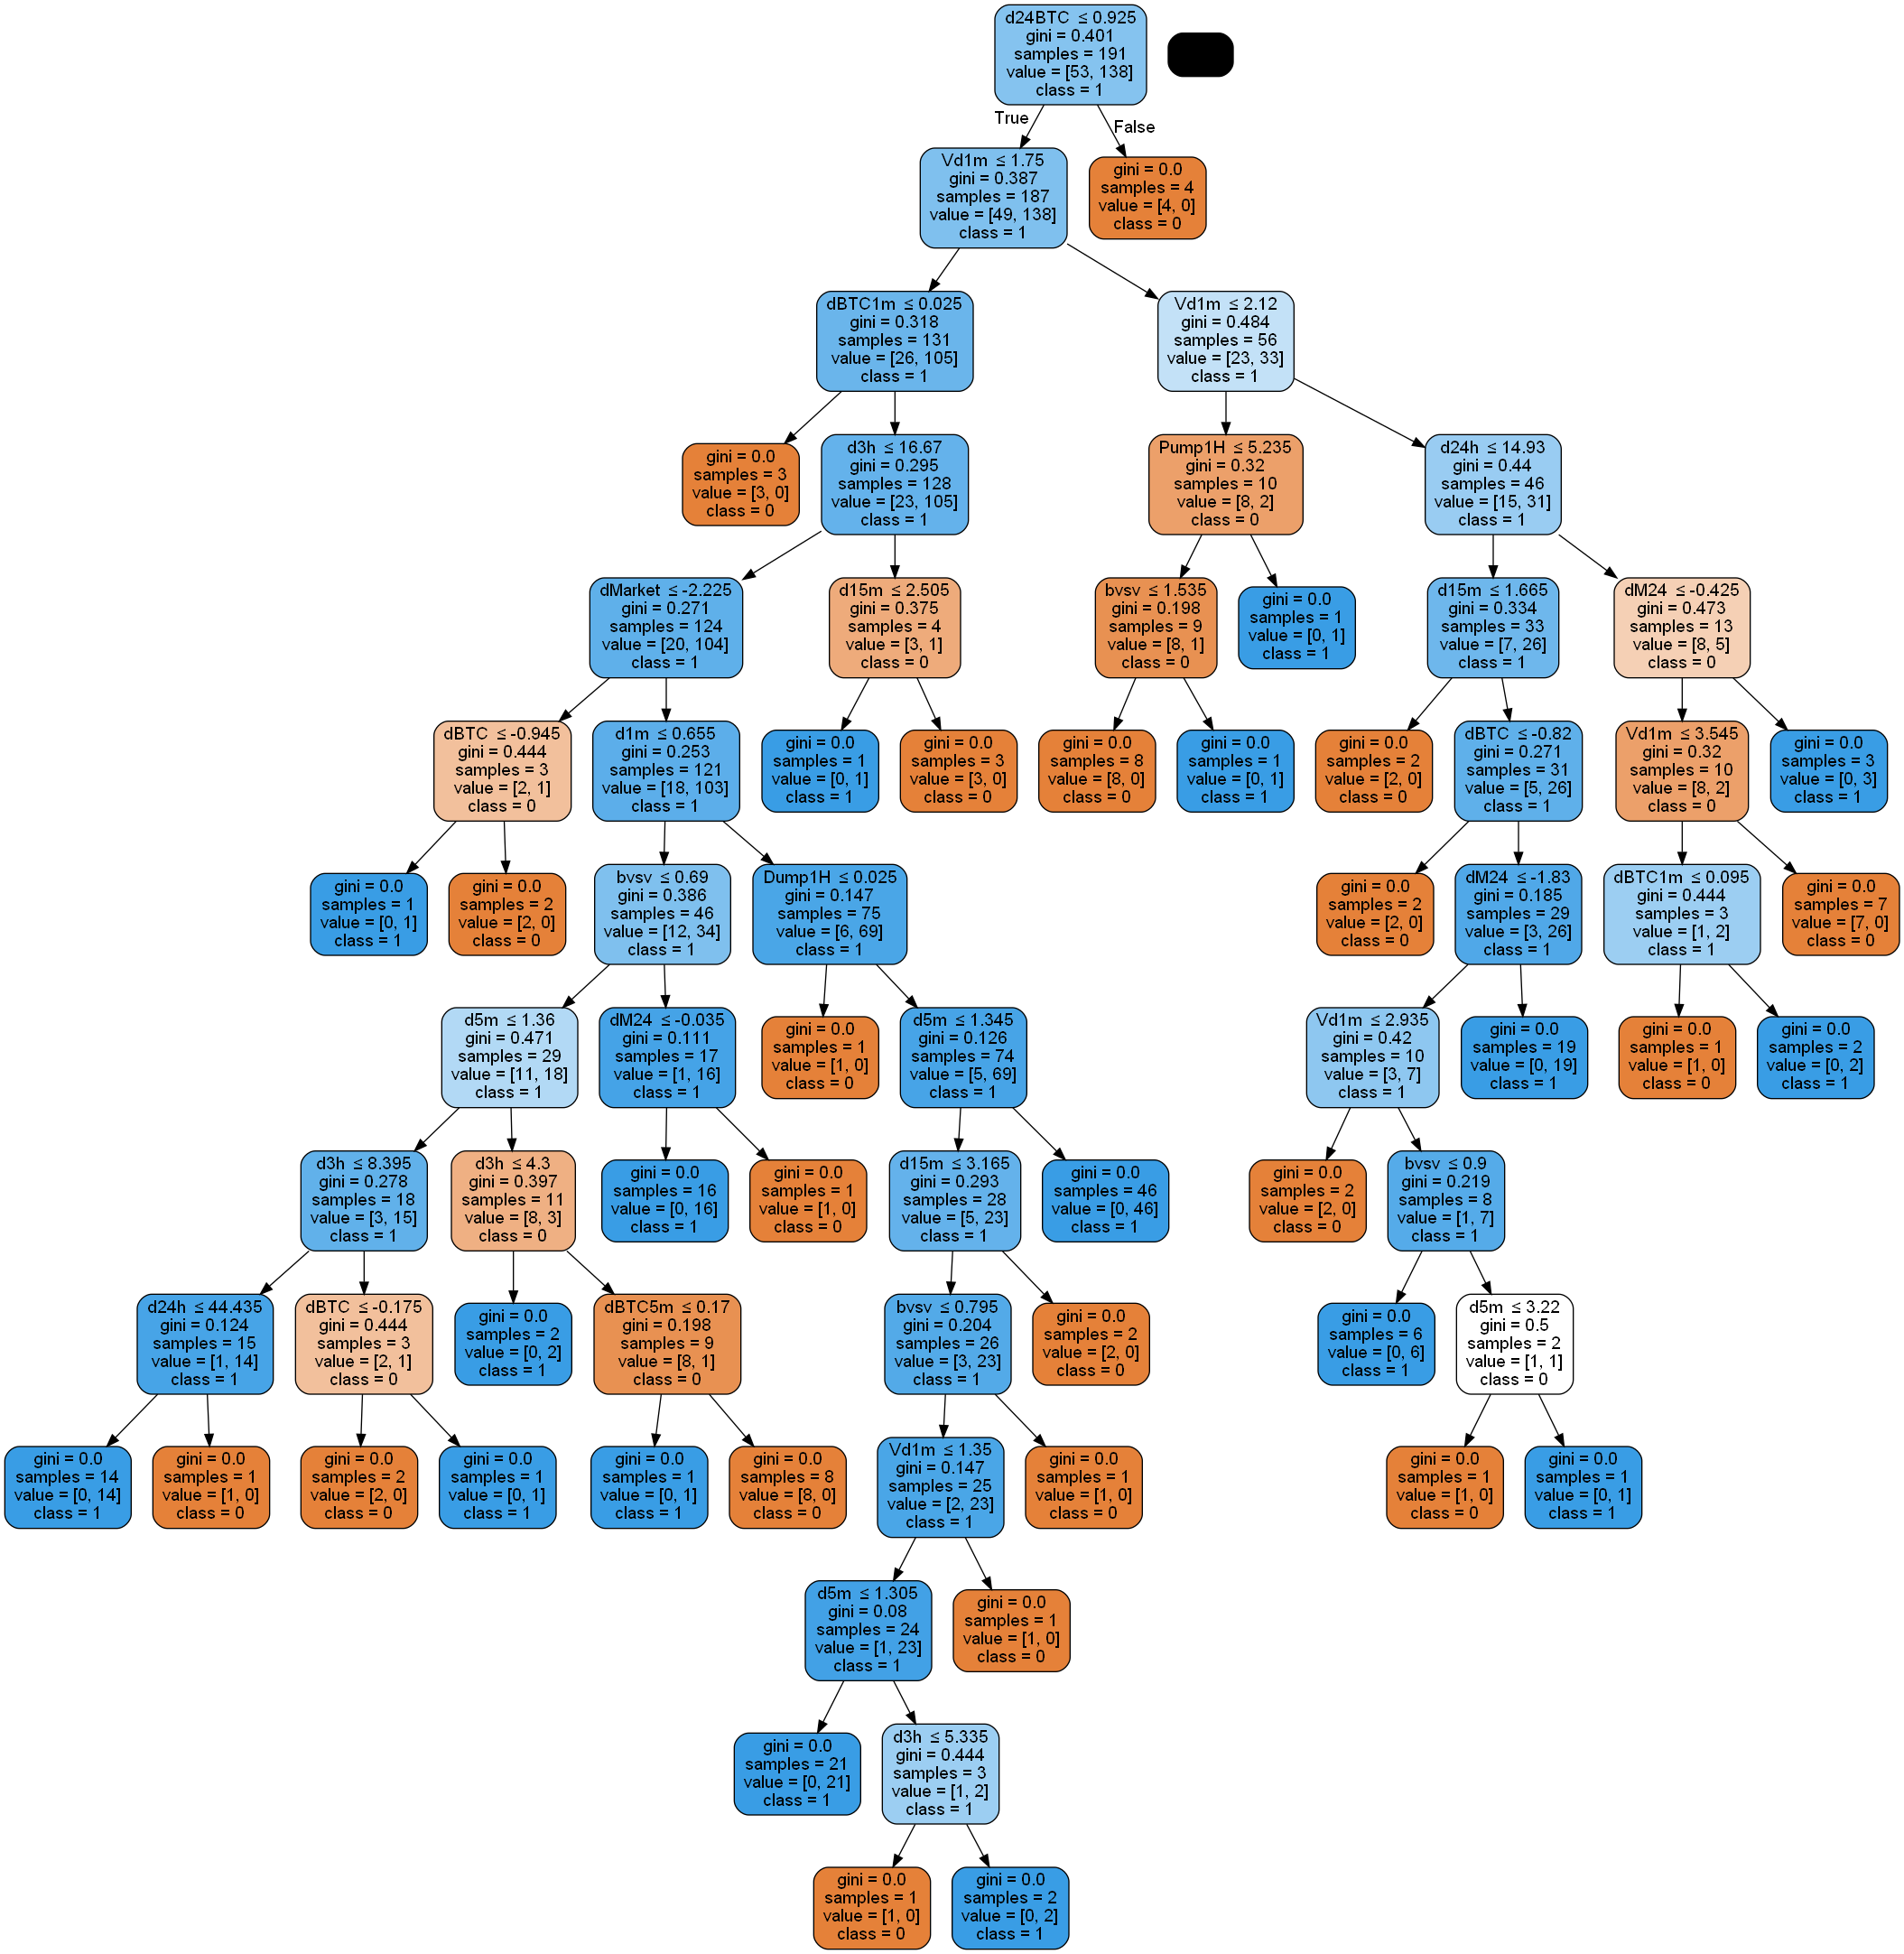 d24BTC ≤ 0.925
gini = 0.401
samples = 191
value = [53, 138]
class = 1
True
False
Vd1m ≤ 1.75
gini = 0.387
samples = 187
value = [49, 138]
class = 1
gini = 0.0
samples = 4
value = [4, 0]
class = 0
dBTC1m ≤ 0.025
gini = 0.318
samples = 131
value = [26, 105]
class = 1
Vd1m ≤ 2.12
gini = 0.484
samples = 56
value = [23, 33]
class = 1
gini = 0.0
samples = 3
value = [3, 0]
class = 0
d3h ≤ 16.67
gini = 0.295
samples = 128
value = [23, 105]
class = 1
Pump1H ≤ 5.235
gini = 0.32
samples = 10
value = [8, 2]
class = 0
d24h ≤ 14.93
gini = 0.44
samples = 46
value = [15, 31]
class = 1
dMarket ≤ -2.225
gini = 0.271
samples = 124
value = [20, 104]
class = 1
d15m ≤ 2.505
gini = 0.375
samples = 4
value = [3, 1]
class = 0
bvsv ≤ 1.535
gini = 0.198
samples = 9
value = [8, 1]
class = 0
gini = 0.0
samples = 1
value = [0, 1]
class = 1
d15m ≤ 1.665
gini = 0.334
samples = 33
value = [7, 26]
class = 1
dM24 ≤ -0.425
gini = 0.473
samples = 13
value = [8, 5]
class = 0
dBTC ≤ -0.945
gini = 0.444
samples = 3
value = [2, 1]
class = 0
d1m ≤ 0.655
gini = 0.253
samples = 121
value = [18, 103]
class = 1
gini = 0.0
samples = 1
value = [0, 1]
class = 1
gini = 0.0
samples = 3
value = [3, 0]
class = 0
gini = 0.0
samples = 8
value = [8, 0]
class = 0
gini = 0.0
samples = 1
value = [0, 1]
class = 1
gini = 0.0
samples = 2
value = [2, 0]
class = 0
dBTC ≤ -0.82
gini = 0.271
samples = 31
value = [5, 26]
class = 1
Vd1m ≤ 3.545
gini = 0.32
samples = 10
value = [8, 2]
class = 0
gini = 0.0
samples = 3
value = [0, 3]
class = 1
gini = 0.0
samples = 1
value = [0, 1]
class = 1
gini = 0.0
samples = 2
value = [2, 0]
class = 0
bvsv ≤ 0.69
gini = 0.386
samples = 46
value = [12, 34]
class = 1
Dump1H ≤ 0.025
gini = 0.147
samples = 75
value = [6, 69]
class = 1
gini = 0.0
samples = 2
value = [2, 0]
class = 0
dM24 ≤ -1.83
gini = 0.185
samples = 29
value = [3, 26]
class = 1
dBTC1m ≤ 0.095
gini = 0.444
samples = 3
value = [1, 2]
class = 1
gini = 0.0
samples = 7
value = [7, 0]
class = 0
d5m ≤ 1.36
gini = 0.471
samples = 29
value = [11, 18]
class = 1
dM24 ≤ -0.035
gini = 0.111
samples = 17
value = [1, 16]
class = 1
gini = 0.0
samples = 1
value = [1, 0]
class = 0
d5m ≤ 1.345
gini = 0.126
samples = 74
value = [5, 69]
class = 1
Vd1m ≤ 2.935
gini = 0.42
samples = 10
value = [3, 7]
class = 1
gini = 0.0
samples = 19
value = [0, 19]
class = 1
gini = 0.0
samples = 1
value = [1, 0]
class = 0
gini = 0.0
samples = 2
value = [0, 2]
class = 1
d3h ≤ 8.395
gini = 0.278
samples = 18
value = [3, 15]
class = 1
d3h ≤ 4.3
gini = 0.397
samples = 11
value = [8, 3]
class = 0
gini = 0.0
samples = 16
value = [0, 16]
class = 1
gini = 0.0
samples = 1
value = [1, 0]
class = 0
d15m ≤ 3.165
gini = 0.293
samples = 28
value = [5, 23]
class = 1
gini = 0.0
samples = 46
value = [0, 46]
class = 1
gini = 0.0
samples = 2
value = [2, 0]
class = 0
bvsv ≤ 0.9
gini = 0.219
samples = 8
value = [1, 7]
class = 1
d24h ≤ 44.435
gini = 0.124
samples = 15
value = [1, 14]
class = 1
dBTC ≤ -0.175
gini = 0.444
samples = 3
value = [2, 1]
class = 0
gini = 0.0
samples = 2
value = [0, 2]
class = 1
dBTC5m ≤ 0.17
gini = 0.198
samples = 9
value = [8, 1]
class = 0
bvsv ≤ 0.795
gini = 0.204
samples = 26
value = [3, 23]
class = 1
gini = 0.0
samples = 2
value = [2, 0]
class = 0
gini = 0.0
samples = 6
value = [0, 6]
class = 1
d5m ≤ 3.22
gini = 0.5
samples = 2
value = [1, 1]
class = 0
gini = 0.0
samples = 14
value = [0, 14]
class = 1
gini = 0.0
samples = 1
value = [1, 0]
class = 0
gini = 0.0
samples = 2
value = [2, 0]
class = 0
gini = 0.0
samples = 1
value = [0, 1]
class = 1
gini = 0.0
samples = 1
value = [0, 1]
class = 1
gini = 0.0
samples = 8
value = [8, 0]
class = 0
Vd1m ≤ 1.35
gini = 0.147
samples = 25
value = [2, 23]
class = 1
gini = 0.0
samples = 1
value = [1, 0]
class = 0
gini = 0.0
samples = 1
value = [1, 0]
class = 0
gini = 0.0
samples = 1
value = [0, 1]
class = 1
d5m ≤ 1.305
gini = 0.08
samples = 24
value = [1, 23]
class = 1
gini = 0.0
samples = 1
value = [1, 0]
class = 0
gini = 0.0
samples = 21
value = [0, 21]
class = 1
d3h ≤ 5.335
gini = 0.444
samples = 3
value = [1, 2]
class = 1
gini = 0.0
samples = 1
value = [1, 0]
class = 0
gini = 0.0
samples = 2
value = [0, 2]
class = 1